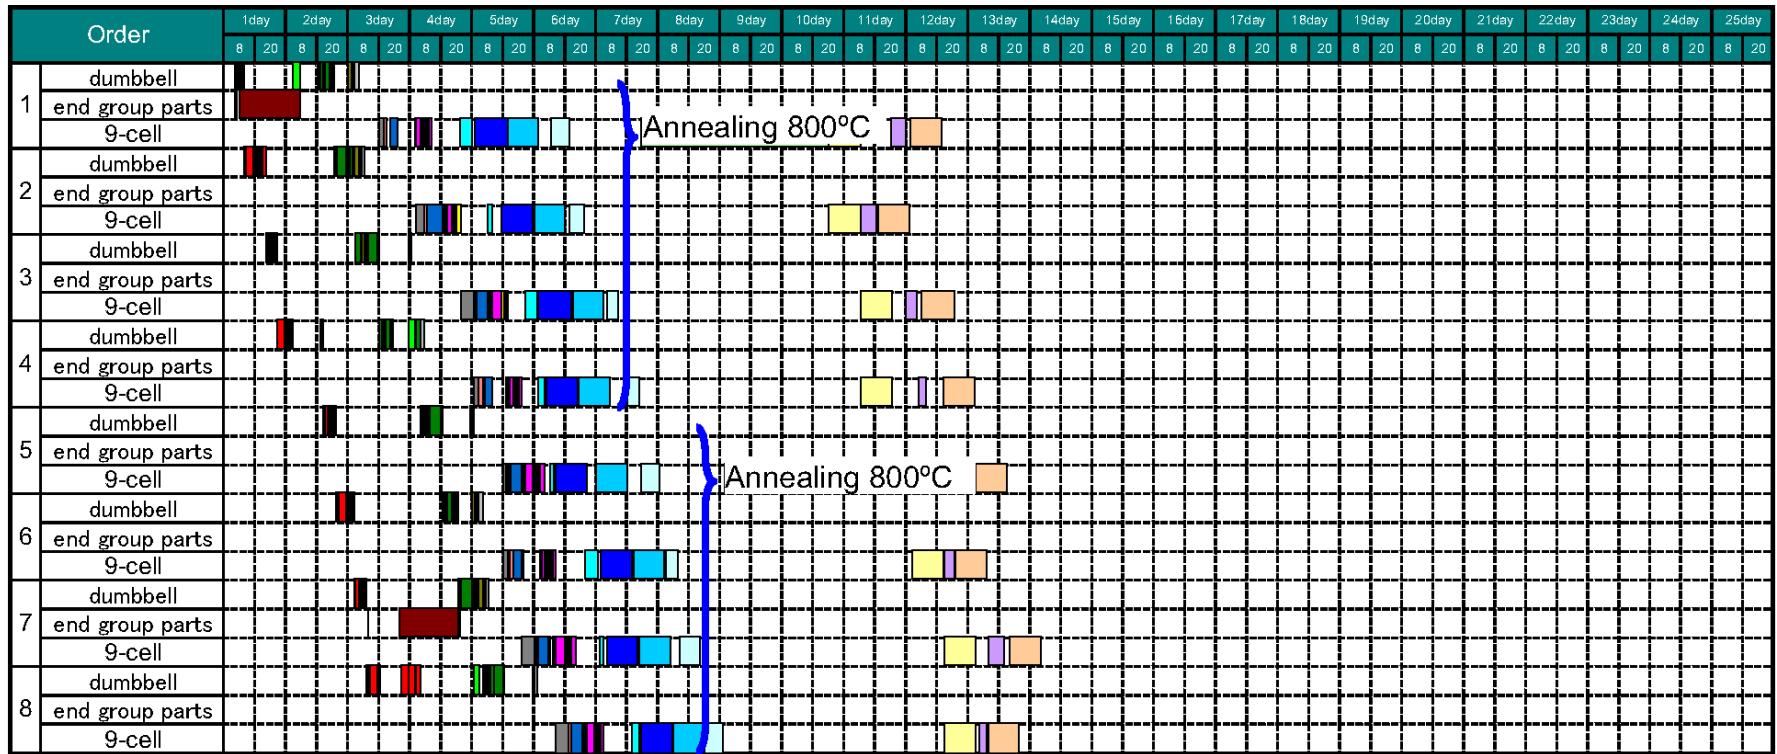 Order 1day 2day 3day 4day 5day 6day 7day 8day 9day 10day 11day 12day 13day 14day 15day 16day 17day 18day 19day 20day 21day 22day 23day 24day 25day
8 20 8 20 8 20 8 20 8 20 8 20 8 20 8 20 8 20 8 20 8 20 8 20 8 20 8 20 8 20 8 20 8 20 8 20 8 20 8 20 8 20 8 20 8 20 8 20 8 20
dumbbell
1 end group parts
9-cell Annealing 800ºC
dumbbell
2 end group parts
9-cell
dumbbell
3 end group parts
9-cell
dumbbell
4 end group parts
9-cell
dumbbell
5 end group parts
9-cell Annealing 800ºC
dumbbell
6 end group parts
9-cell
dumbbell
7 end group parts
9-cell
dumbbell
8 end group parts
9-cell